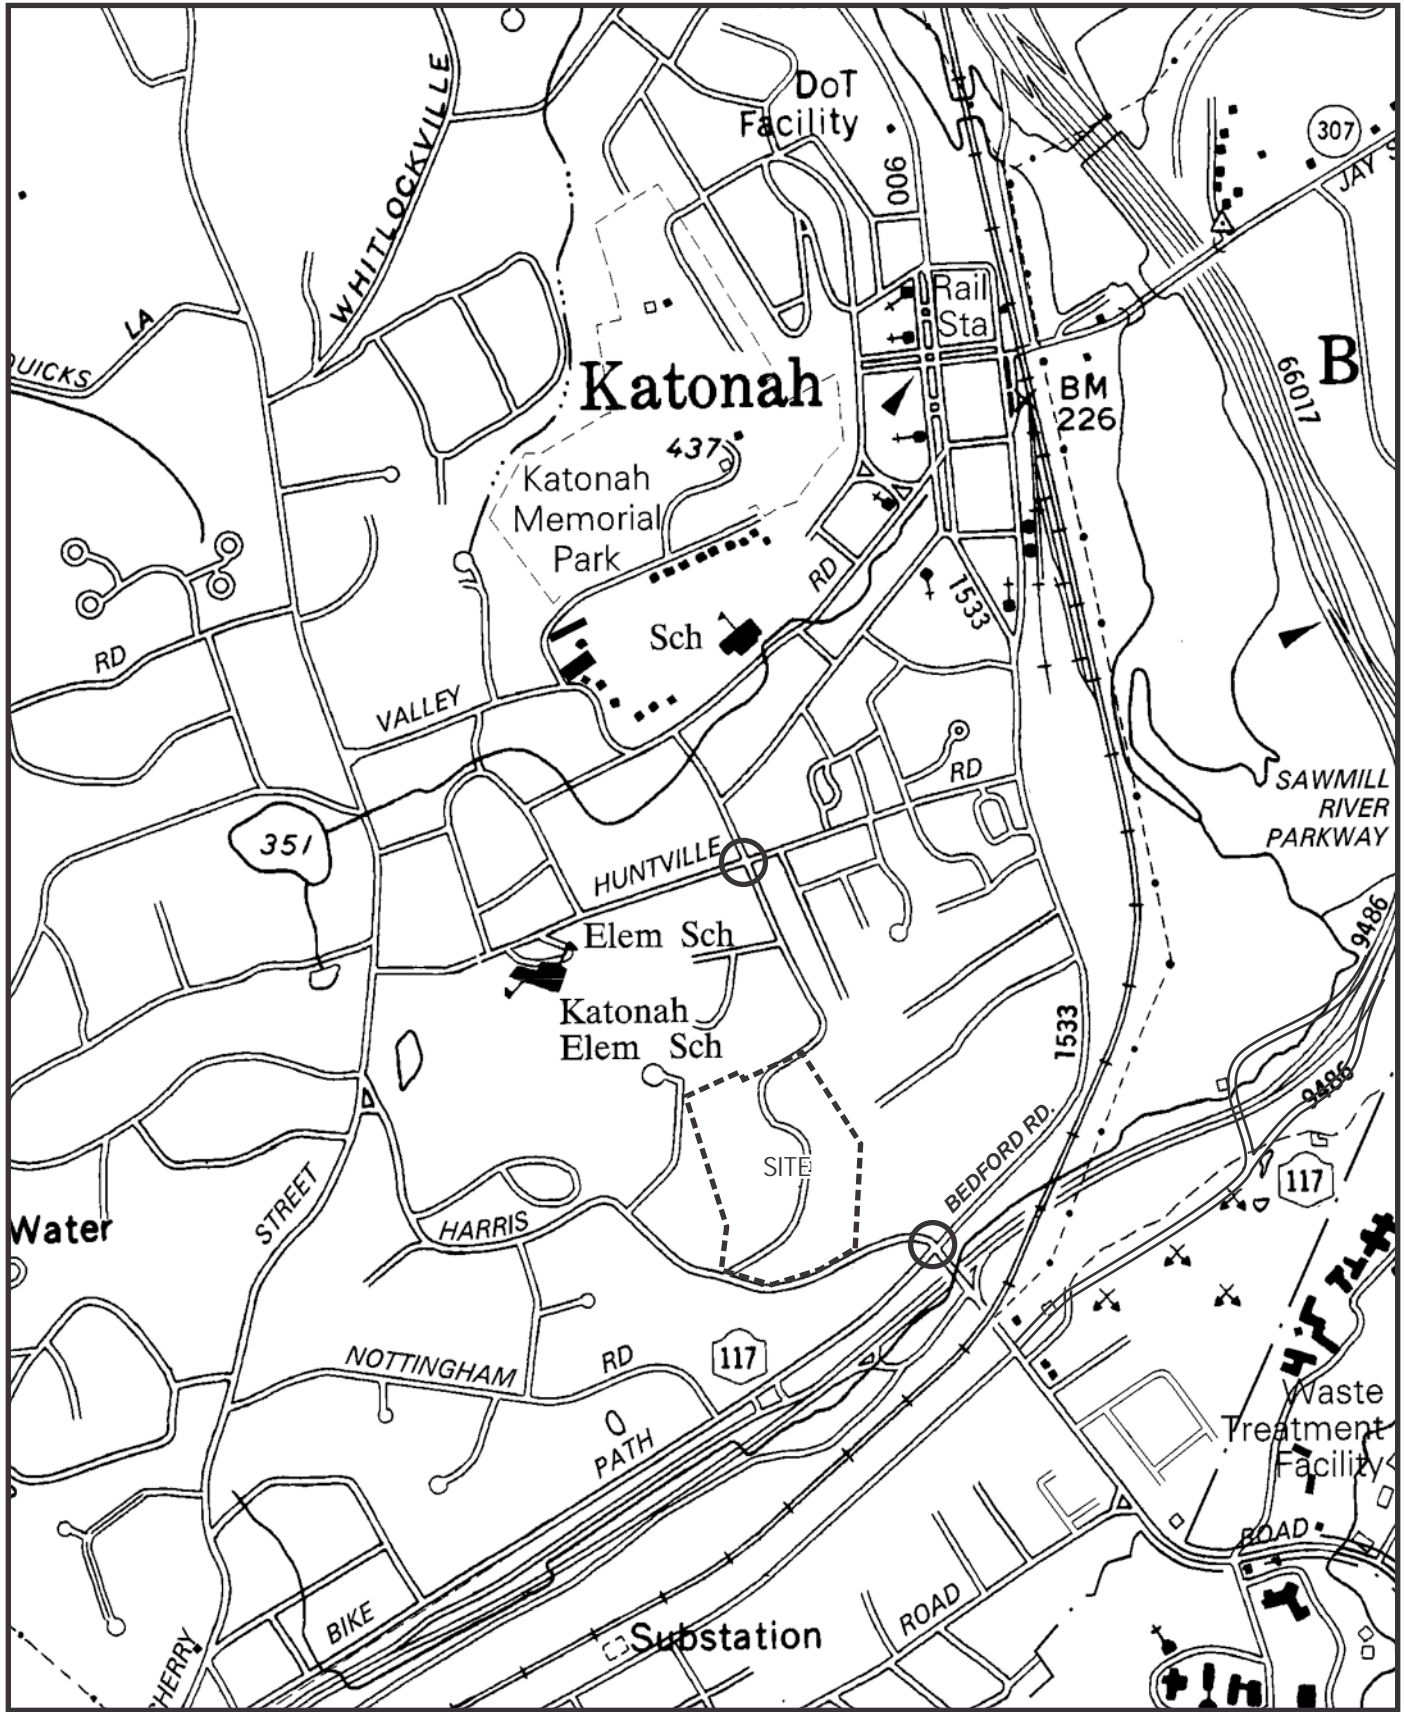 WHITLOCKVILLE
DoT
Facility
900
307
JAY S
LA
QUICKS
Rail
Sta
Katonah
B
66017
BM
226
437
Katonah
Memorial
Park
RD
1533
Sch
RD
VALLEY
RD
SAWMILL
RIVER
PARKWAY
351
HUNTVILLE
9486
Elem Sch
Katonah
Elem Sch
1533
9486
BEDFORD RD.
SITE
117
STREET
HARRIS
Water
NOTTINGHAM
RD
117
PATH
Waste
Treatment
Facility
ROAD
BIKE
ROAD
Substation
CHERRY